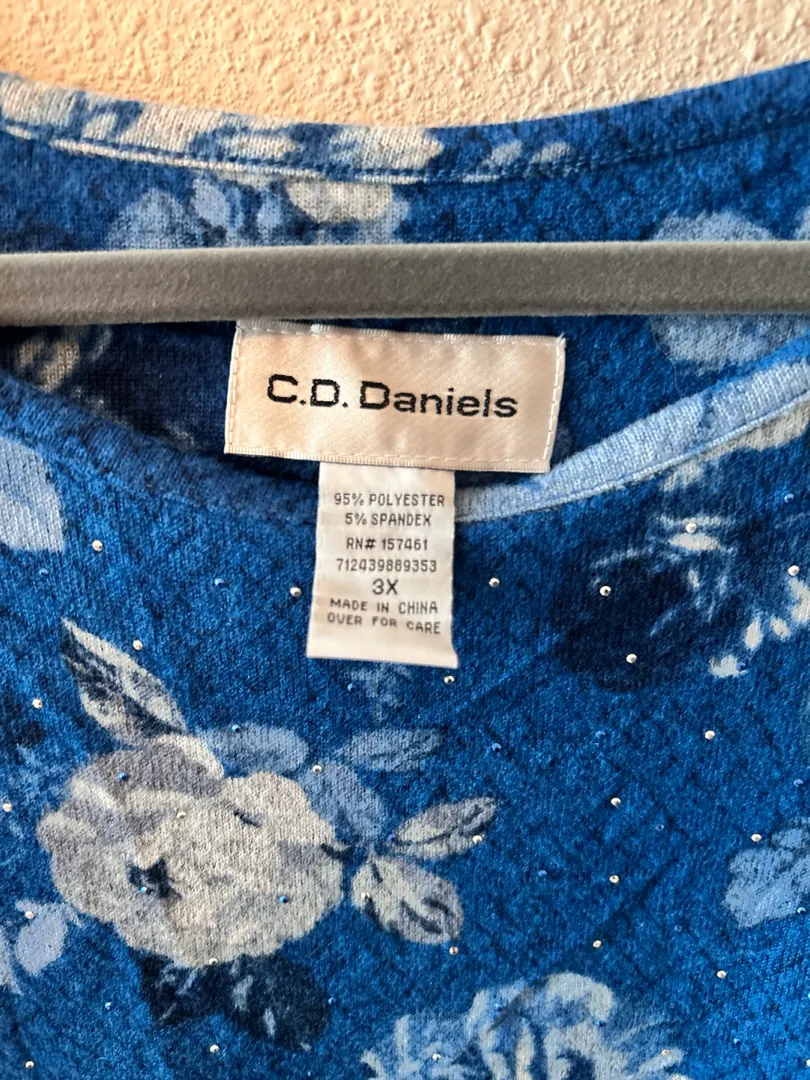 C.D. Daniels
95% POLYESTER
5% SPANDEX
RN# 157461
712439889353
3X
MADE IN CHINA
OVER FOR CARE